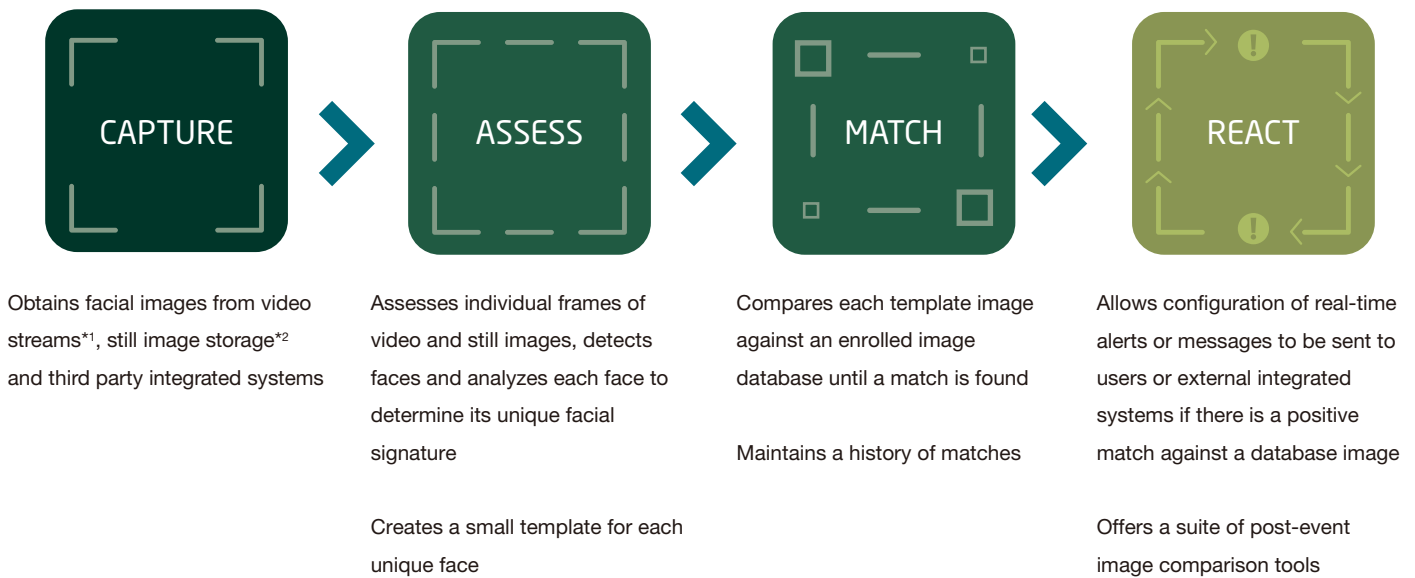 CAPTURE
Obtains facial images from video
streams*1, still image storage*2
and third party integrated systems
ASSESS
Assesses individual frames of
video and still images, detects
faces and analyzes each face to
determine its unique facial
signature
Creates a small template for each
unique face
MATCH
Compares each template image
against an enrolled image
database until a match is found
Maintains a history of matches
REACT
Allows configuration of real-time
alerts or messages to be sent to
users or external integrated
systems if there is a positive
match against a database image
Offers a suite of post-event
image comparison tools